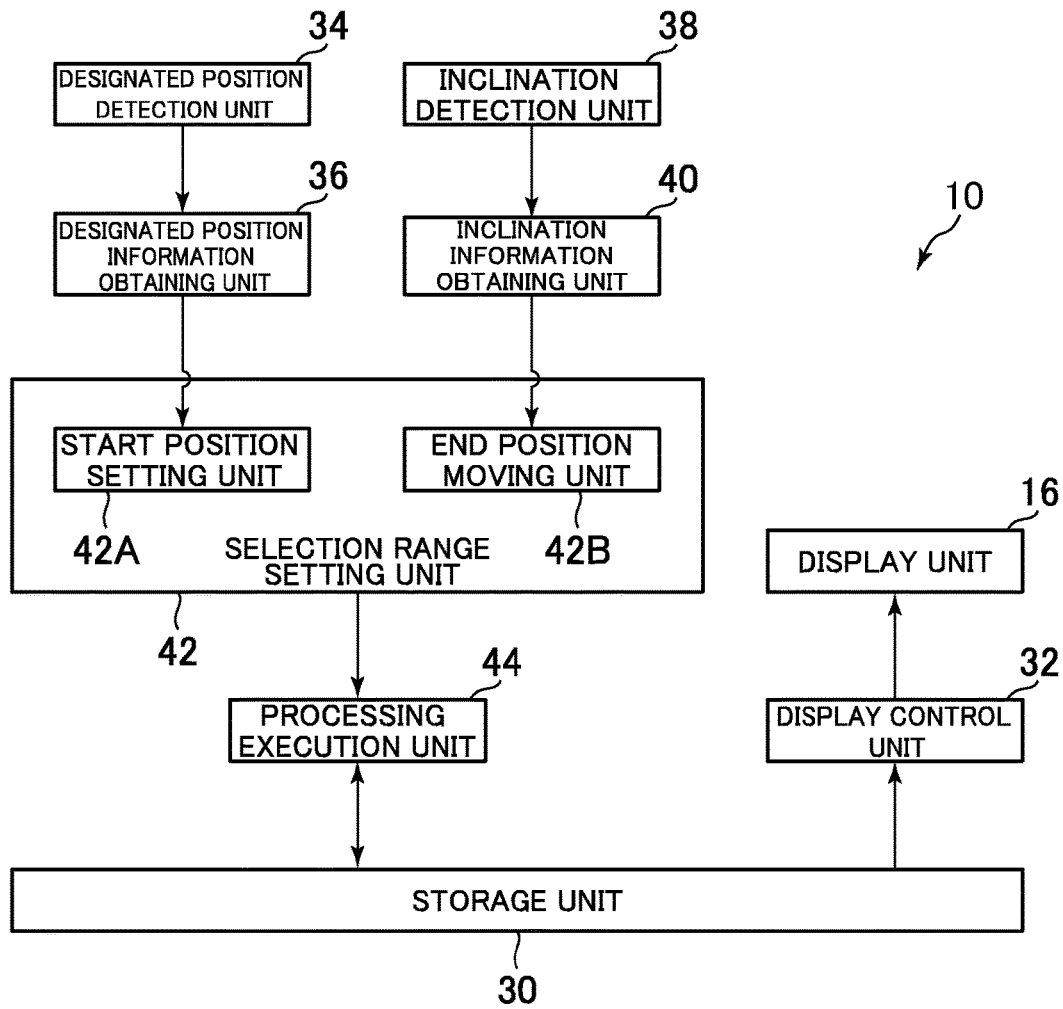 34
DESIGNATED POSITION
DETECTION UNIT
38
INCLINATION
DETECTION UNIT
36
DESIGNATED POSITION
INFORMATION
OBTAINING UNIT
40
INCLINATION
INFORMATION
OBTAINING UNIT
10
START POSITION
SETTING UNIT
42A
END POSITION
MOVING UNIT
42B
SELECTION RANGE
SETTING UNIT
42
16
DISPLAY UNIT
44
PROCESSING
EXECUTION UNIT
32
DISPLAY CONTROL
UNIT
STORAGE UNIT
30